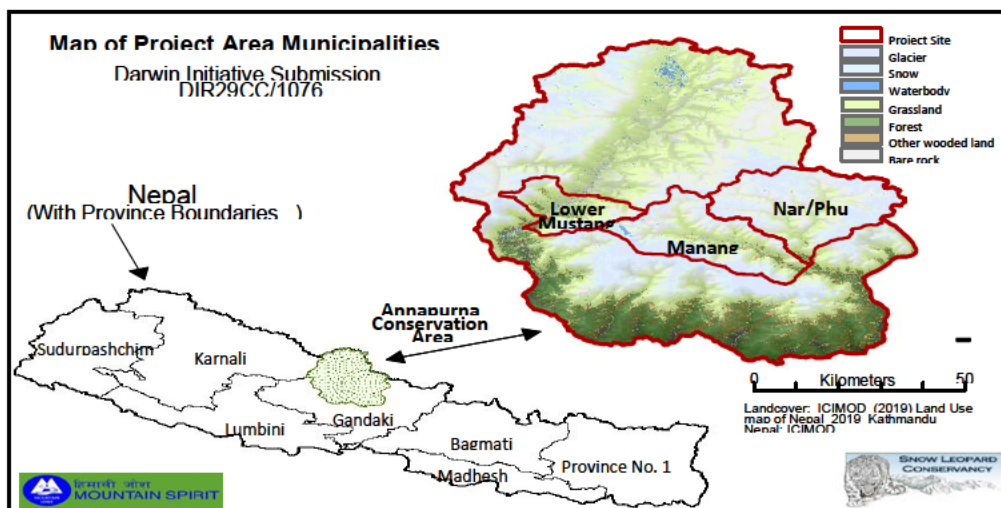 Map of Project Area Municipalities
Darwin Initiative Submission
DIR29CC/1076
Project Site
Glacier
Snow
Waterbody
Grassland
Forest
Other wooded land
Bare rock
Nepal
(With Province Boundaries )
Lower
Mustang
Nar/Phu
Manang
Annapurna
Conservation
Area
Sudurpashchim
Karnali
Gandaki
Lumbini
Bagmati
Madhesh
Province No. 1
0 Kilometers 50
Landcover: ICIMOD (2019) Land Use
map of Nepal 2019 Kathmandu
Nepal: ICIMOD
हिमाली जोश
MOUNTAIN SPIRIT
SNOW LEOPARD
CONSERVANCY